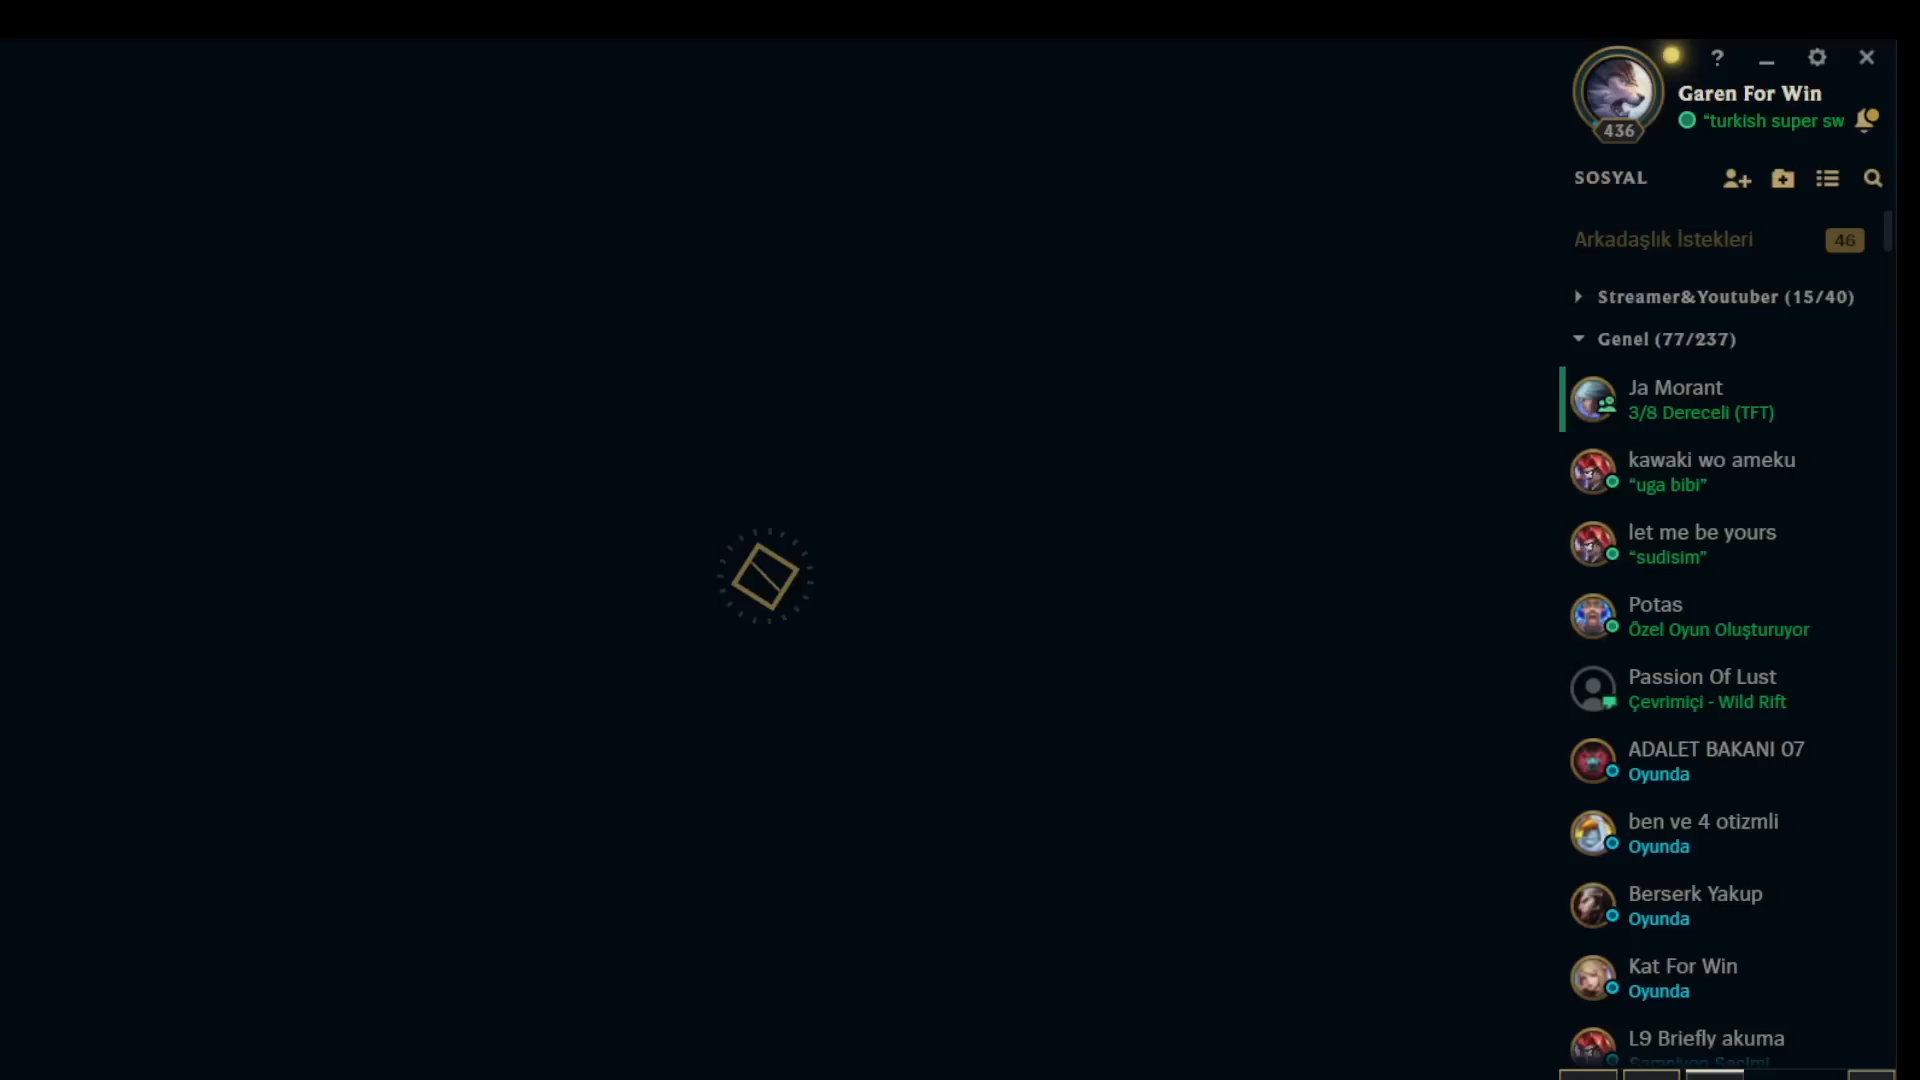 ?
Garen For Win
“turkish super sw
436
SOSYAL
Arkadaşlık İstekleri
46
Streamer&Youtuber (15/40)
Genel (77/237)
Ja Morant
3/8 Dereceli (TFT)
kawaki wo ameku
“uga bibi”
let me be yours
“sudisim”
Potas
Özel Oyun Oluşturuyor
Passion Of Lust
Çevrimiçi - Wild Rift
ADALET BAKANI 07
Oyunda
ben ve 4 otizmli
Oyunda
Berserk Yakup
Oyunda
Kat For Win
Oyunda
L9 Briefly akuma
Şampiyon Seçimi